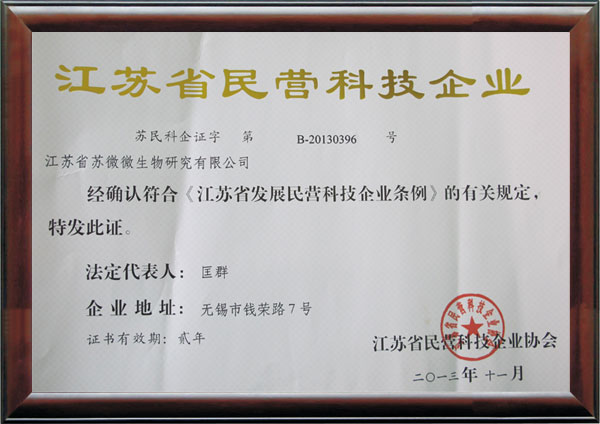 江苏省民营科技企业
苏民科企证字 第 B-20130396 号
江苏省苏微微生物研究有限公司
经确认符合《江苏省发展民营科技企业条例》的有关规定，
特发此证。
法定代表人：匡群
企业地址：无锡市钱荣路7号
证书有效期：贰年
江苏省民营科技企业协会
二〇一三年十一月